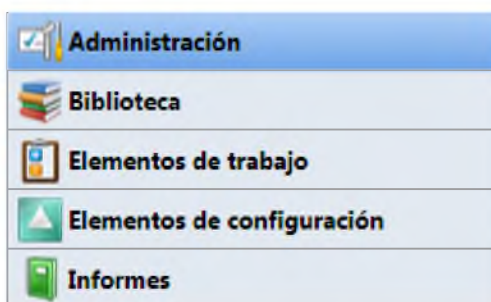 Administración
Biblioteca
Elementos de trabajo
Elementos de configuración
Informes